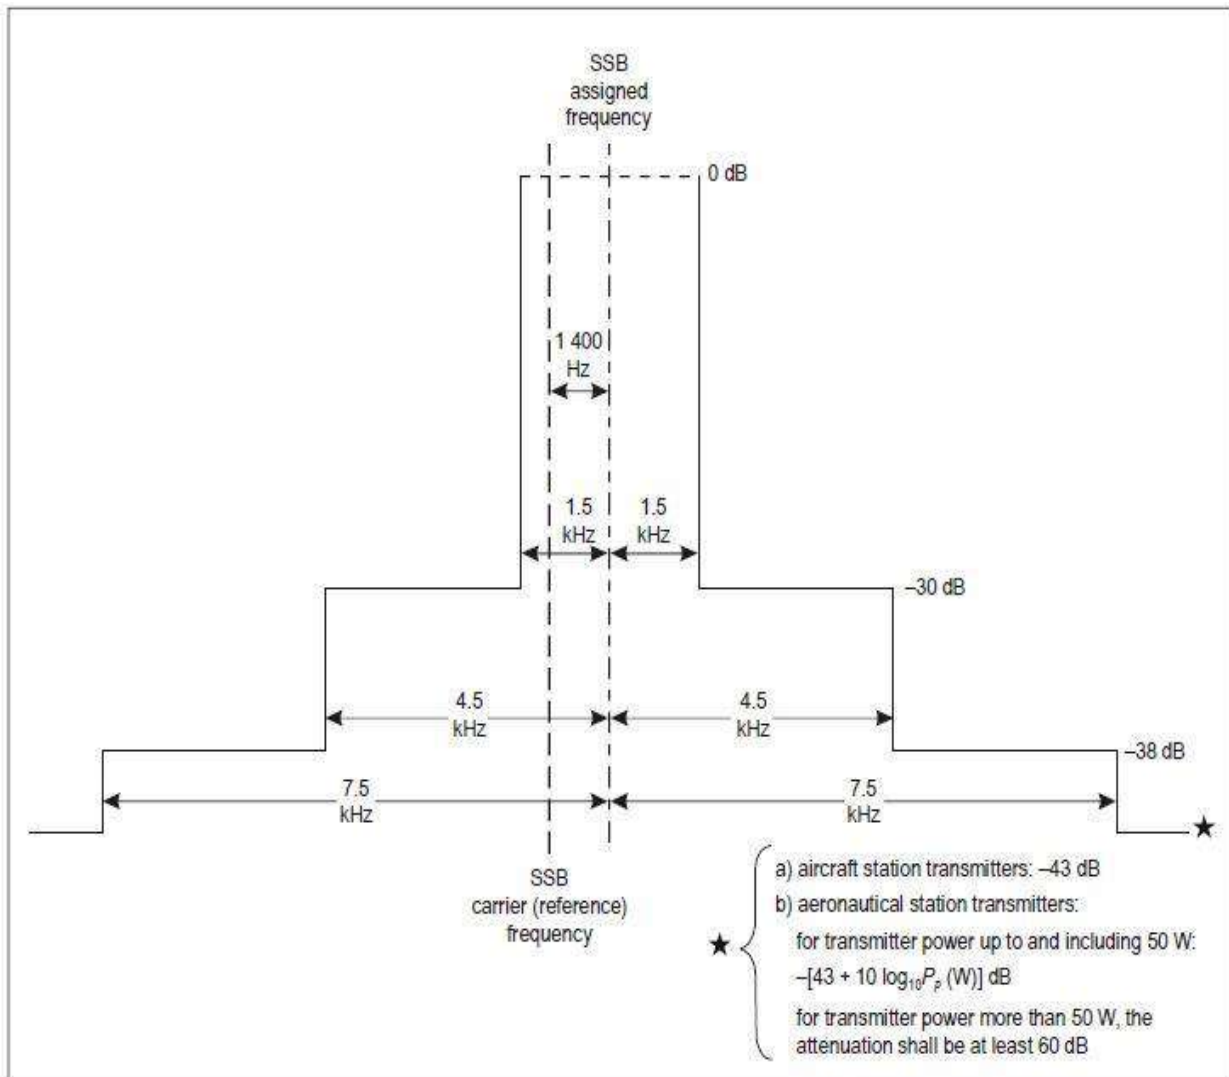 SSB
assigned
frequency
0 dB
1 400
Hz
1.5
kHz
1.5
kHz
–30 dB
4.5
kHz
4.5
kHz
–38 dB
7.5
kHz
7.5
kHz
★
SSB
carrier (reference)
frequency
★
a) aircraft station transmitters: –43 dB
b) aeronautical station transmitters:
for transmitter power up to and including 50 W:
–[43 + 10 log₁₀Pₚ (W)] dB
for transmitter power more than 50 W, the
attenuation shall be at least 60 dB